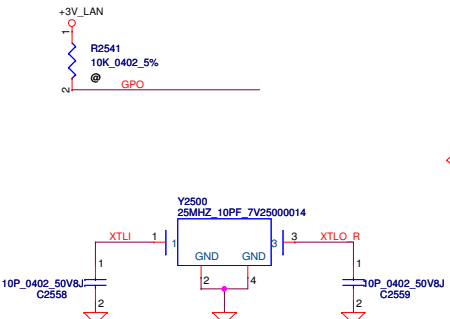 +3V_LAN
1
R2541
10K_0402_5%
@
2
GPO
Y2500
25MHZ_10PF_7V25000014
XTLI
1
1
3
3
XTLO_R
GND
GND
1
2
4
1
10P_0402_50V8J
10P_0402_50V8J
C2558
C2559
2
2